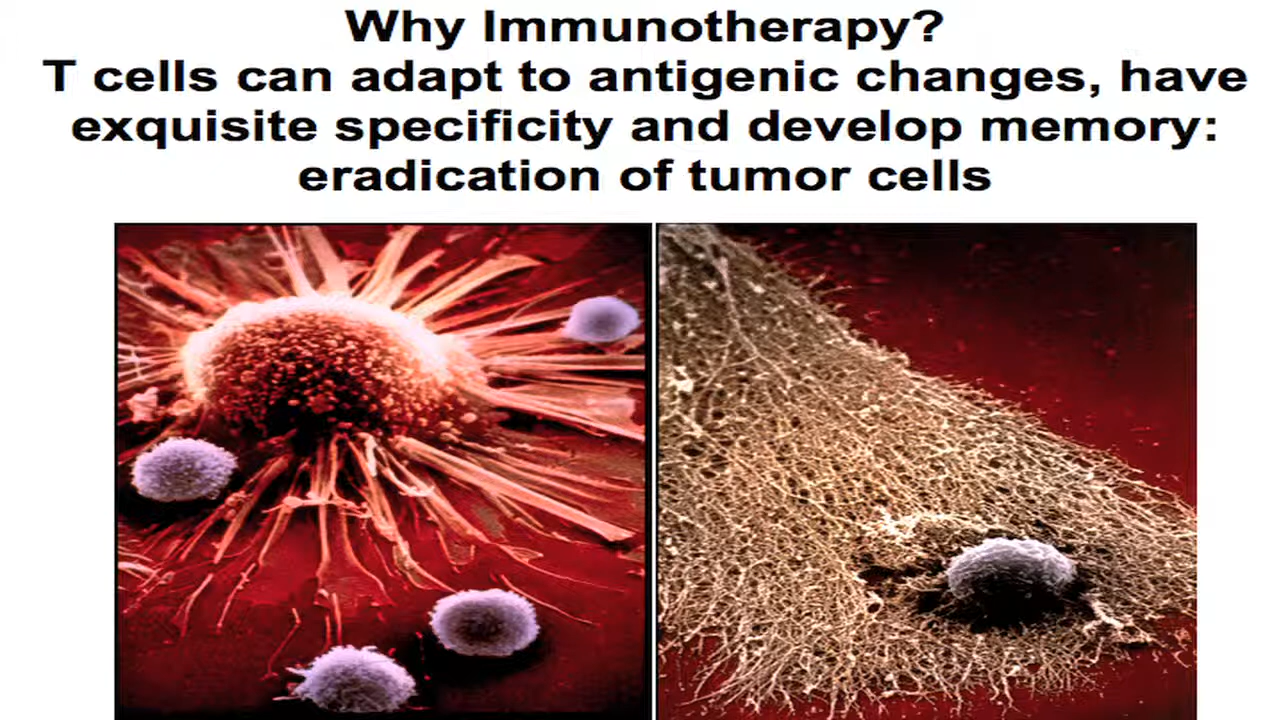 Why Immunotherapy?
T cells can adapt to antigenic changes, have
exquisite specificity and develop memory:
eradication of tumor cells